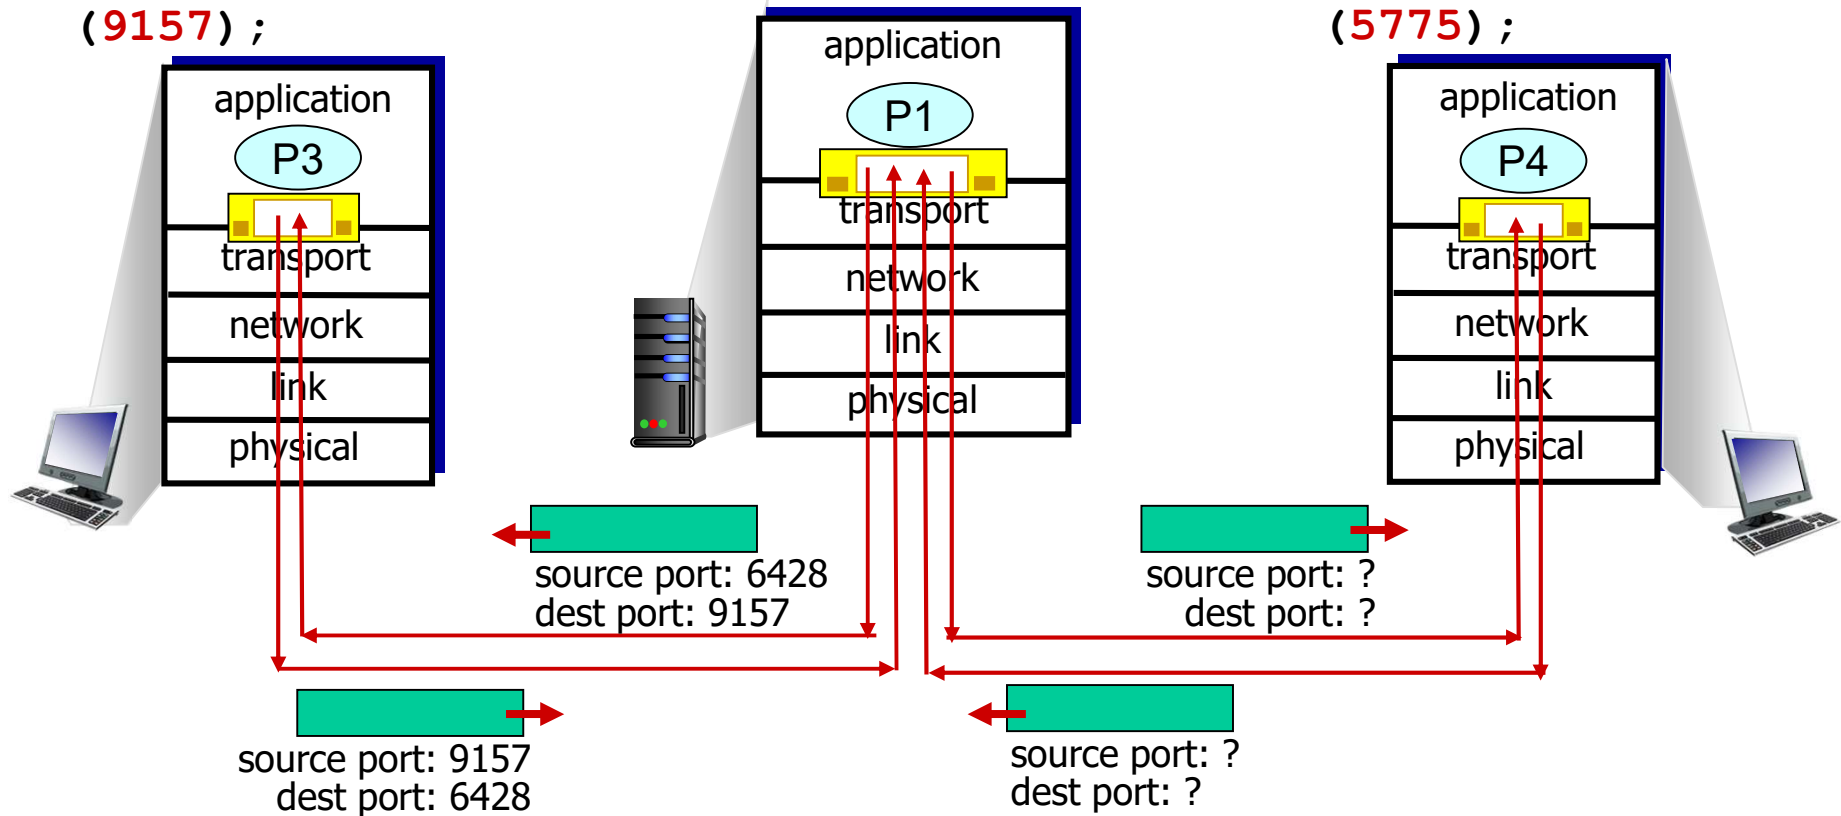 (9157);
application
P3
transport
network
link
physical
application
P1
transport
network
link
physical
(5775);
application
P4
transport
network
link
physical
source port: 6428
dest port: 9157
source port: ?
dest port: ?
source port: 9157
dest port: 6428
source port: ?
dest port: ?